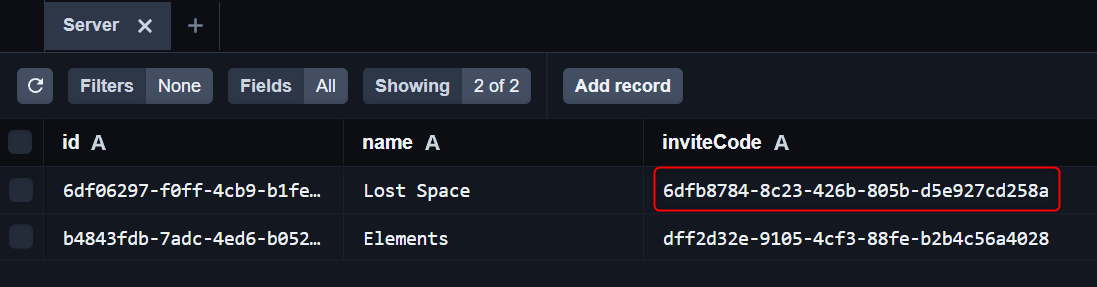 Server
Filters None Fields All Showing 2 of 2 Add record
id A name A inviteCode A
6df06297-f0ff-4cb9-b1fe… Lost Space 6dfb8784-8c23-426b-805b-d5e927cd258a
b4843fdb-7adc-4ed6-b052… Elements dff2d32e-9105-4cf3-88fe-b2b4c56a4028